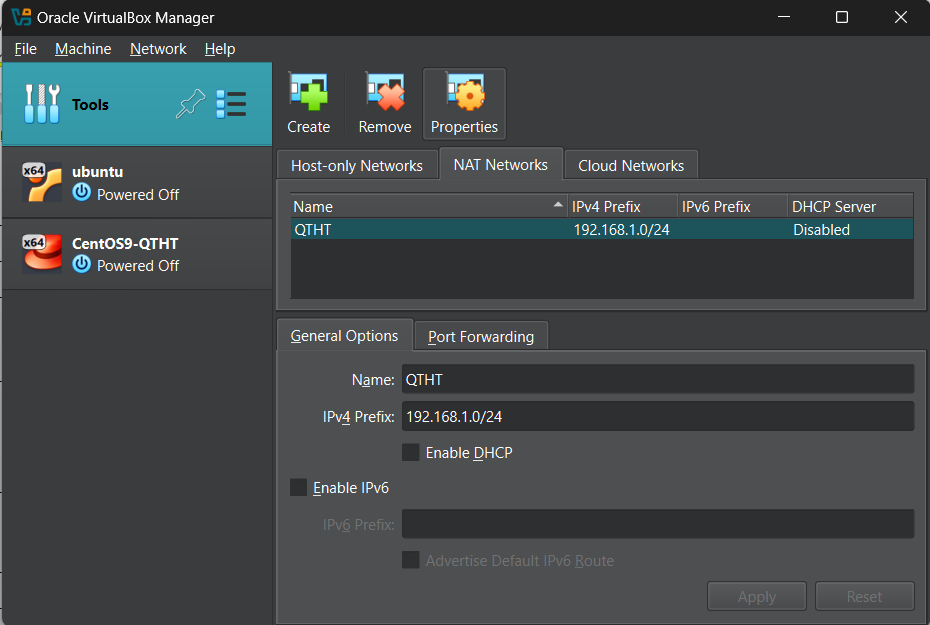 Oracle VirtualBox Manager
File Machine Network Help
Tools
x64
ubuntu
Powered Off
x64
CentOS9-QTHT
Powered Off
Create Remove Properties
Host-only Networks NAT Networks Cloud Networks
Name IPv4 Prefix IPv6 Prefix DHCP Server
QTHT 192.168.1.0/24 Disabled
General Options Port Forwarding
Name: QTHT
IPv4 Prefix: 192.168.1.0/24
Enable DHCP
Enable IPv6
IPv6 Prefix:
Advertise Default IPv6 Route
Apply Reset